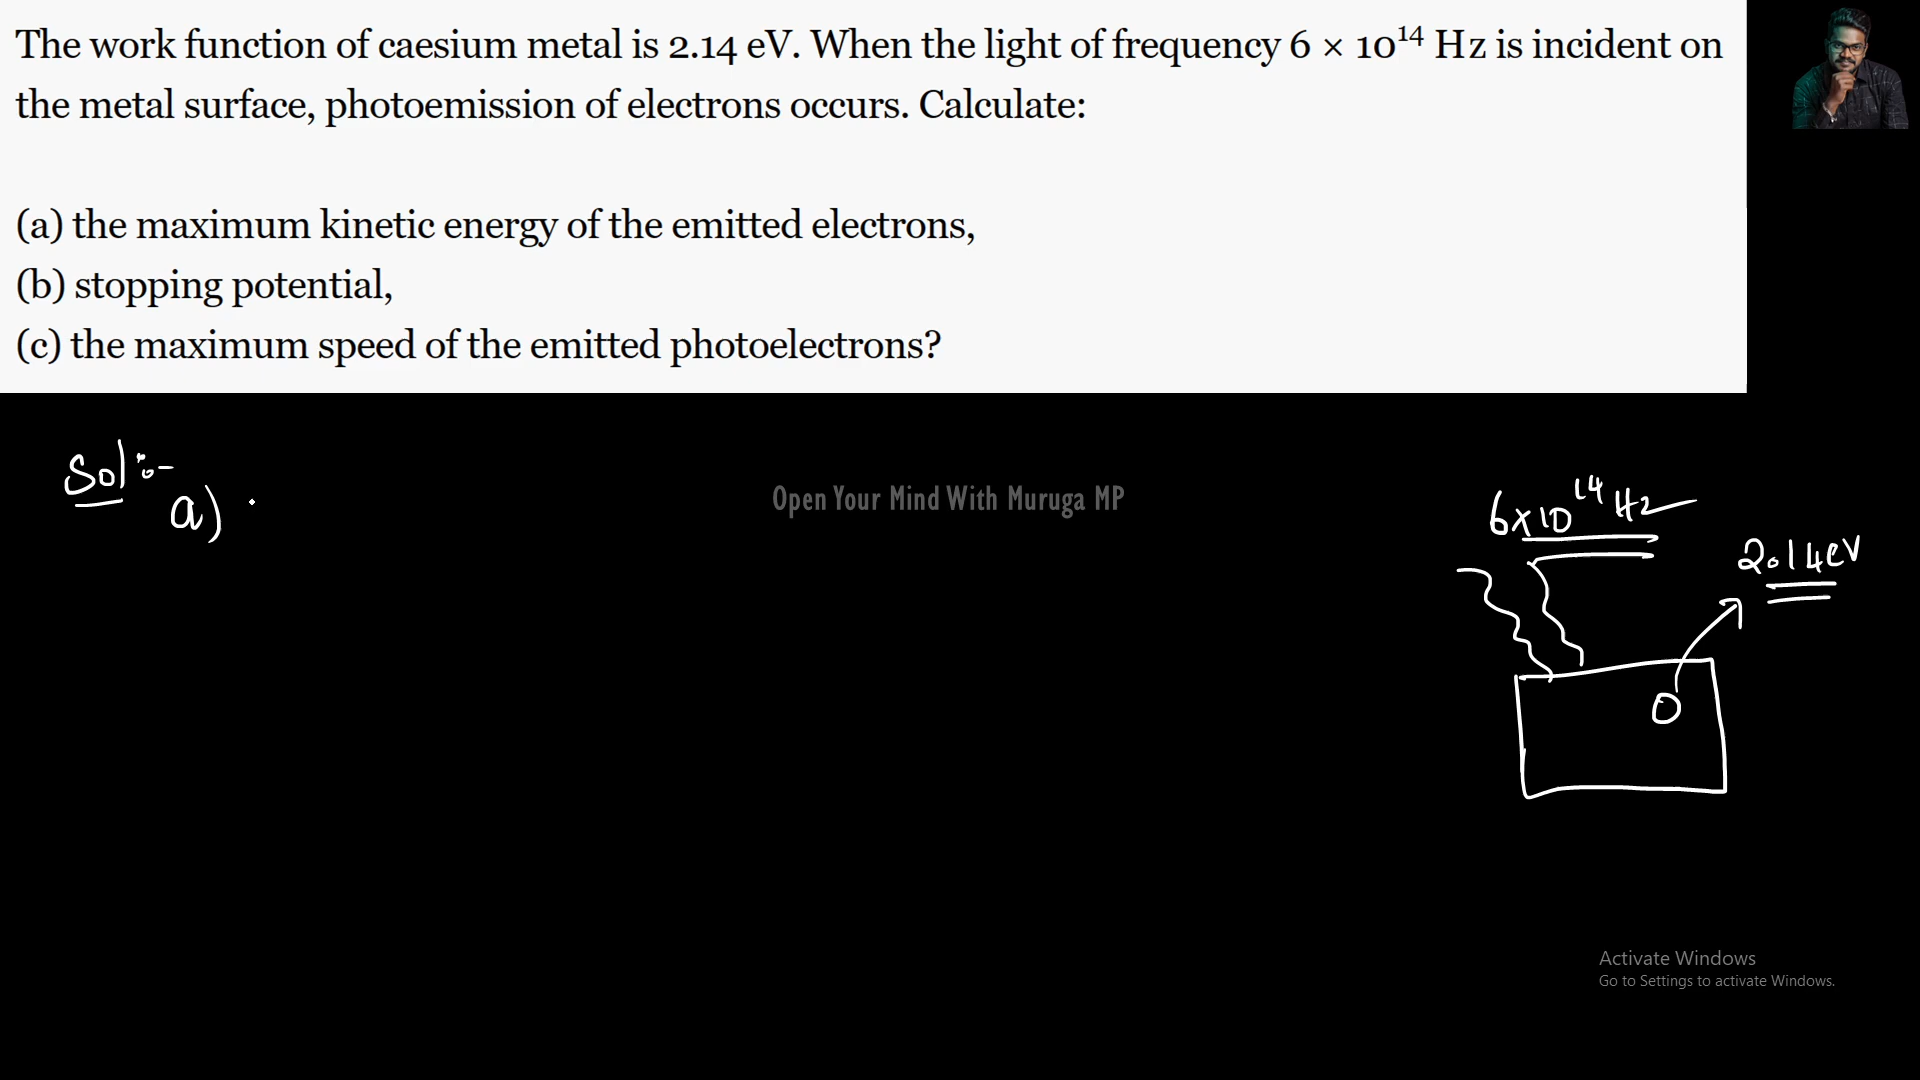 The work function of caesium metal is 2.14 eV. When the light of frequency 6 × 10¹⁴ Hz is incident on
the metal surface, photoemission of electrons occurs. Calculate:
(a) the maximum kinetic energy of the emitted electrons,
(b) stopping potential,
(c) the maximum speed of the emitted photoelectrons?
Sol:-
a)
Open Your Mind With Muruga MP
6×10¹⁴ Hz
2.14eV
Activate Windows
Go to Settings to activate Windows.